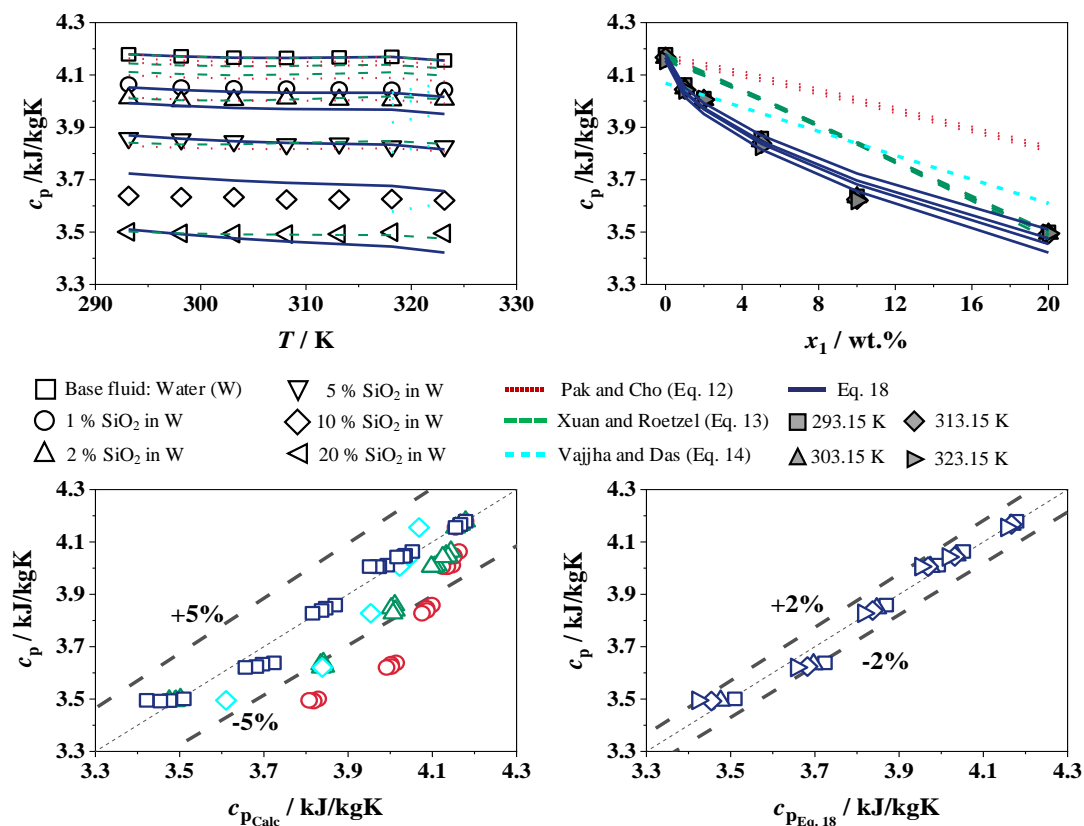 4.3
4.1
3.9
3.7
3.5
3.3
cp /kJ/kgK
290 300 310 320 330
T / K
4.3
4.1
3.9
3.7
3.5
3.3
cp /kJ/kgK
0 4 8 12 16 20
x1 / wt.%
Base fluid: Water (W)
5 % SiO2 in W
Pak and Cho (Eq. 12)
Eq. 18
1 % SiO2 in W
10 % SiO2 in W
Xuan and Roetzel (Eq. 13)
293.15 K
313.15 K
2 % SiO2 in W
20 % SiO2 in W
Vajjha and Das (Eq. 14)
303.15 K
323.15 K
4.3
4.1
3.9
3.7
3.5
3.3
cp / kJ/kgK
+5%
-5%
3.3 3.5 3.7 3.9 4.1 4.3
cpCalc / kJ/kgK
4.3
4.1
3.9
3.7
3.5
3.3
cp / kJ/kgK
+2%
-2%
3.3 3.5 3.7 3.9 4.1 4.3
cpEq. 18 / kJ/kgK